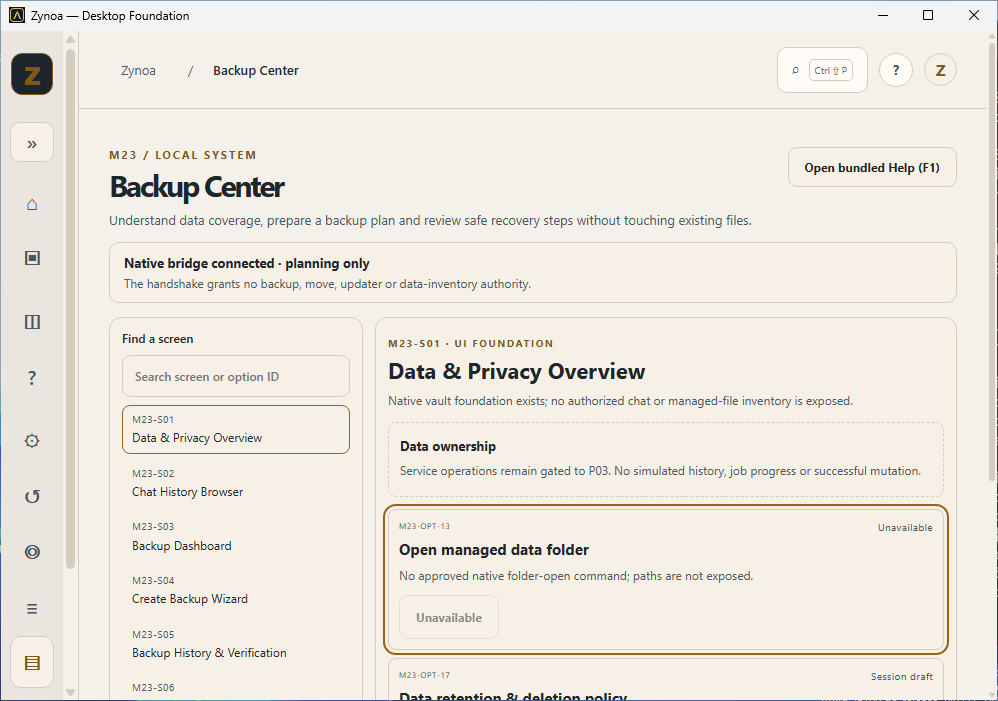 Zynoa — Desktop Foundation
Z
»
?
Zynoa / Backup Center
Ctrl ⇧ P
?
Z
M23 / LOCAL SYSTEM
Backup Center
Open bundled Help (F1)
Understand data coverage, prepare a backup plan and review safe recovery steps without touching existing files.
Native bridge connected · planning only
The handshake grants no backup, move, updater or data-inventory authority.
Find a screen
Search screen or option ID
M23-S01
Data & Privacy Overview
M23-S02
Chat History Browser
M23-S03
Backup Dashboard
M23-S04
Create Backup Wizard
M23-S05
Backup History & Verification
M23-S06
M23-S01 · UI FOUNDATION
Data & Privacy Overview
Native vault foundation exists; no authorized chat or managed-file inventory is exposed.
Data ownership
Service operations remain gated to P03. No simulated history, job progress or successful mutation.
M23-OPT-13
Unavailable
Open managed data folder
No approved native folder-open command; paths are not exposed.
Unavailable
M23-OPT-17
Session draft
Data retention & deletion policy